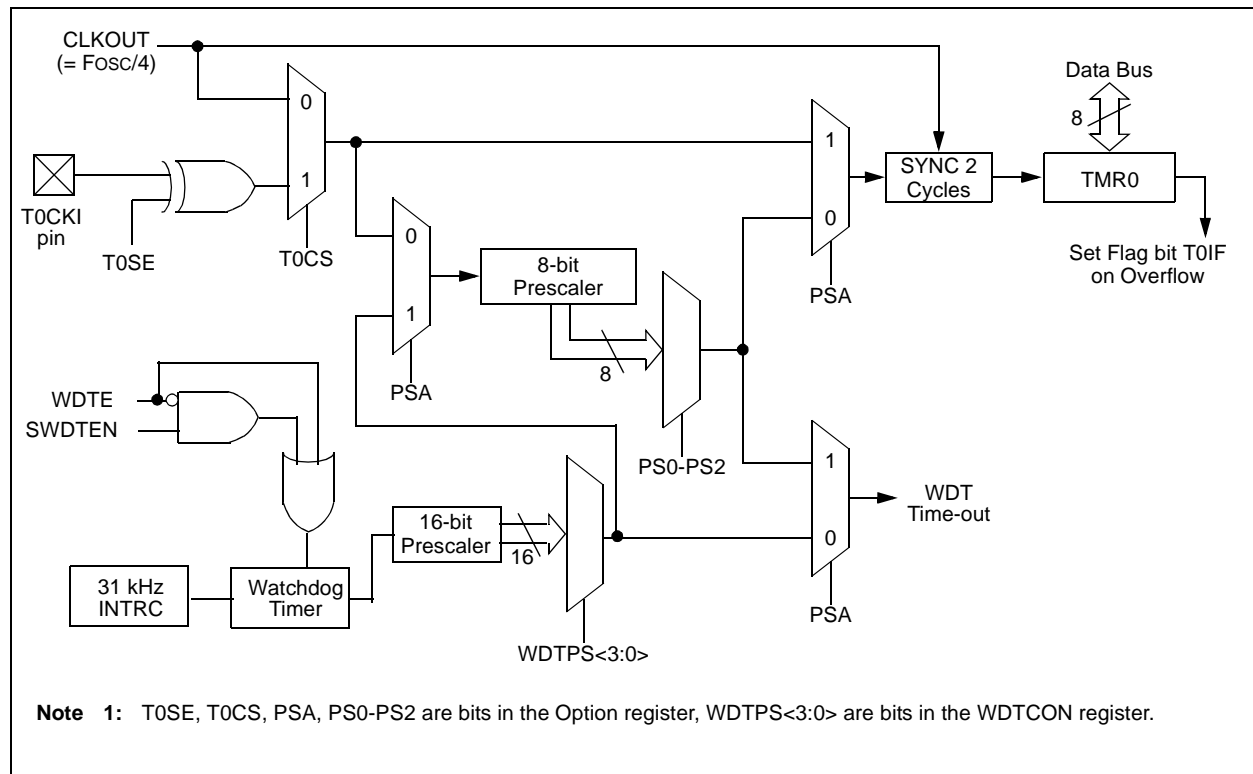 CLKOUT
(= FOSC/4)
0
1
T0CKI
pin
T0SE
T0CS
0
1
PSA
8-bit
Prescaler
8
PS0-PS2
1
0
PSA
SYNC 2
Cycles
Data Bus
8
TMR0
Set Flag bit T0IF
on Overflow
WDTE
SWDTEN
31 kHz
INTRC
Watchdog
Timer
16-bit
Prescaler
16
WDTPS<3:0>
1
0
PSA
WDT
Time-out
Note 1: T0SE, T0CS, PSA, PS0-PS2 are bits in the Option register, WDTPS<3:0> are bits in the WDTCON register.